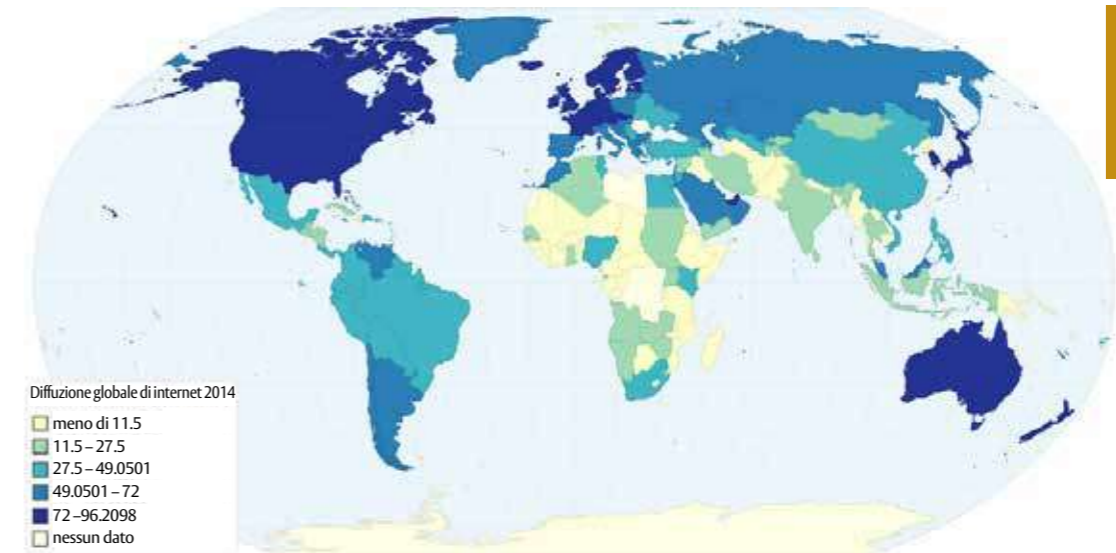 Diffuzione globale di internet 2014
meno di 11.5
11.5 – 27.5
27.5 – 49.0501
49.0501 – 72
72 –96.2098
nessun dato